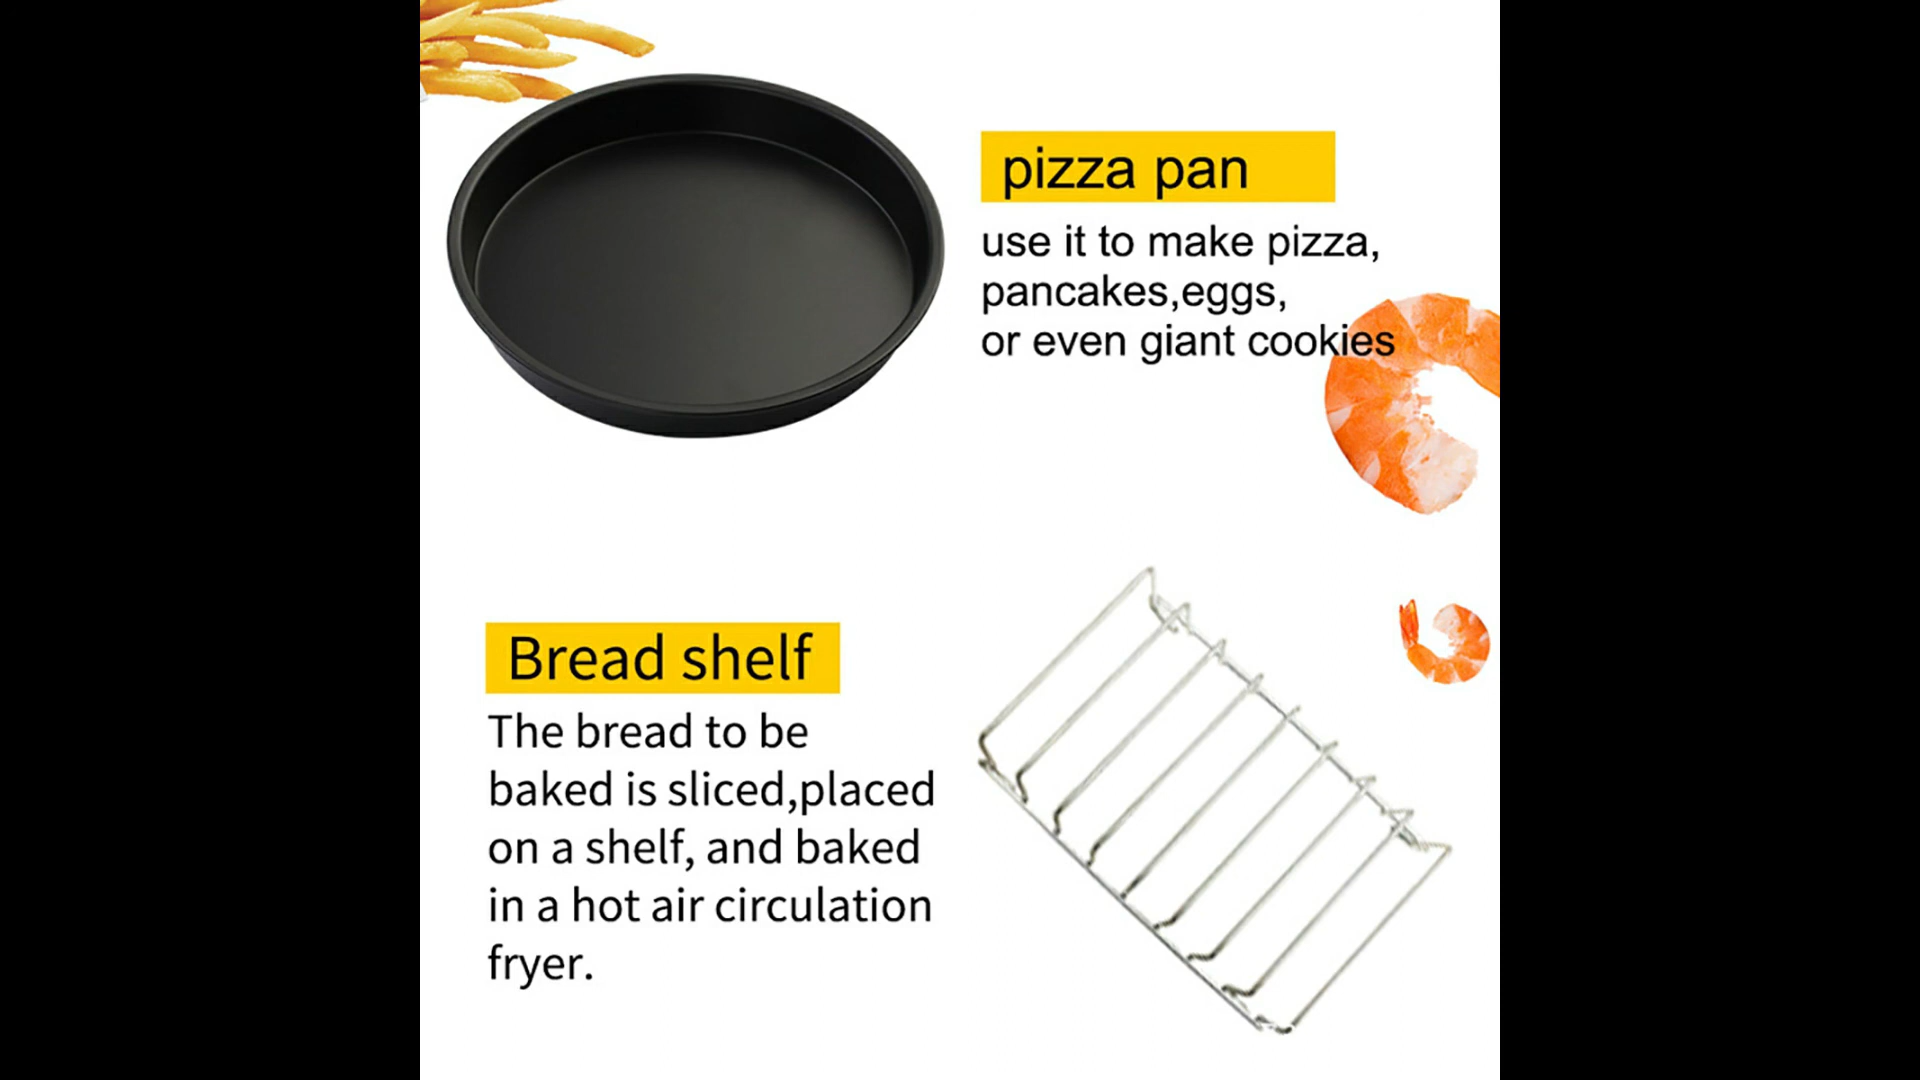 pizza pan
use it to make pizza,
pancakes,eggs,
or even giant cookies
Bread shelf
The bread to be
baked is sliced,placed
on a shelf, and baked
in a hot air circulation
fryer.